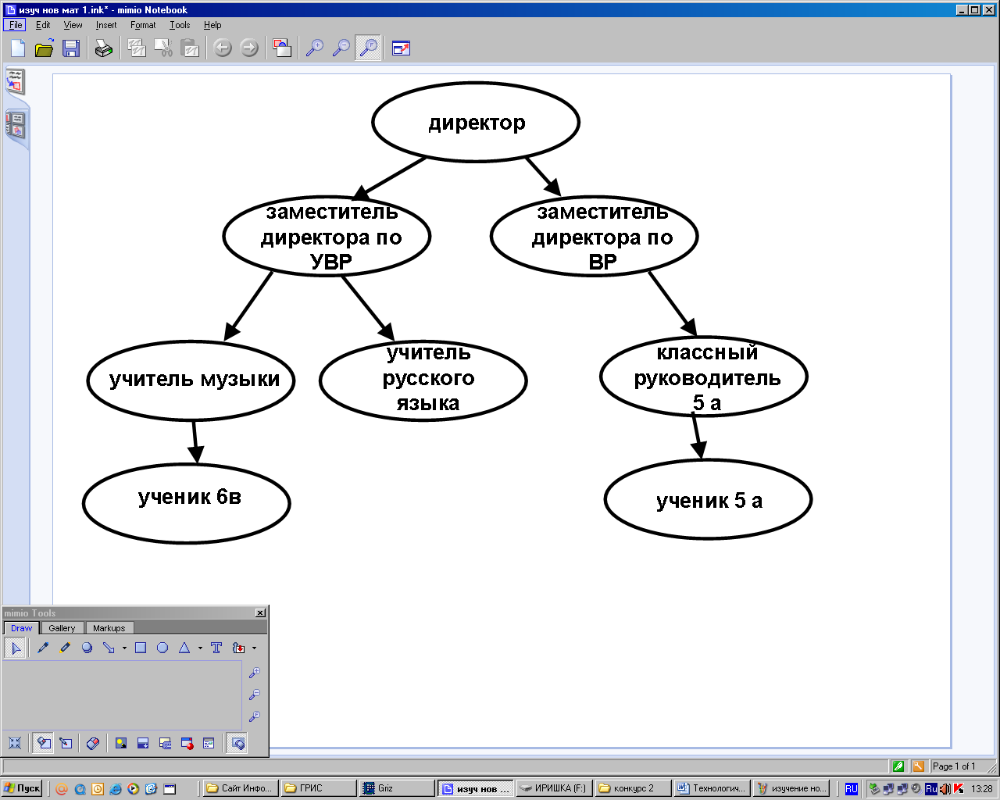 изуч нов мат 1.ink* - mimio Notebook
File Edit View Insert Format Tools Help
директор
заместитель
директора по
УВР
заместитель
директора по
ВР
учитель музыки
учитель
русского
языка
классный
руководитель
5 а
ученик 6в
ученик 5 а
mimio Tools
Draw Gallery Markups
Page 1 of 1
Пуск
Сайт Инфо...
ГРИС
Griz
изуч нов ...
ИРИШКА (F:)
конкурс 2
Технологич...
изучение но...
RU
Ru
13:28